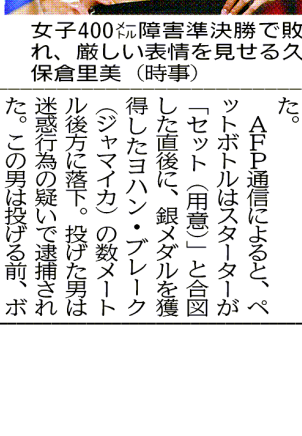 女子400㍍障害準決勝で敗
れ、厳しい表情を見せる久
保倉里美（時事）
た。
　ＡＦＰ通信によると、ペ
ットボトルはスターターが
「セット（用意）」と合図
した直後に、銀メダルを獲
得したヨハン・ブレーク
（ジャマイカ）の数メート
ル後方に落下。投げた男は
迷惑行為の疑いで逮捕され
た。この男は投げる前、ボ